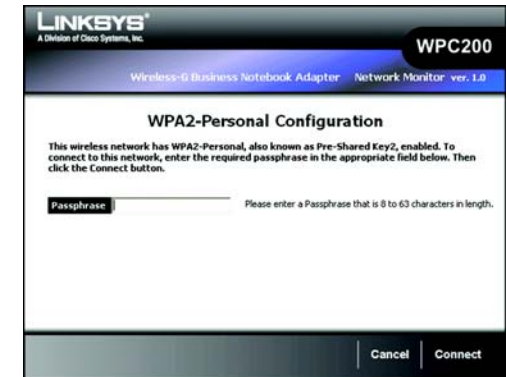 LINKSYS®
A Division of Cisco Systems, Inc.
WPC200
Wireless-G Business Notebook Adapter Network Monitor ver. 1.0
WPA2-Personal Configuration
This wireless network has WPA2-Personal, also known as Pre-Shared Key2, enabled. To
connect to this network, enter the required passphrase in the appropriate field below. Then
click the Connect button.
Passphrase Please enter a Passphrase that is 8 to 63 characters in length.
Cancel Connect